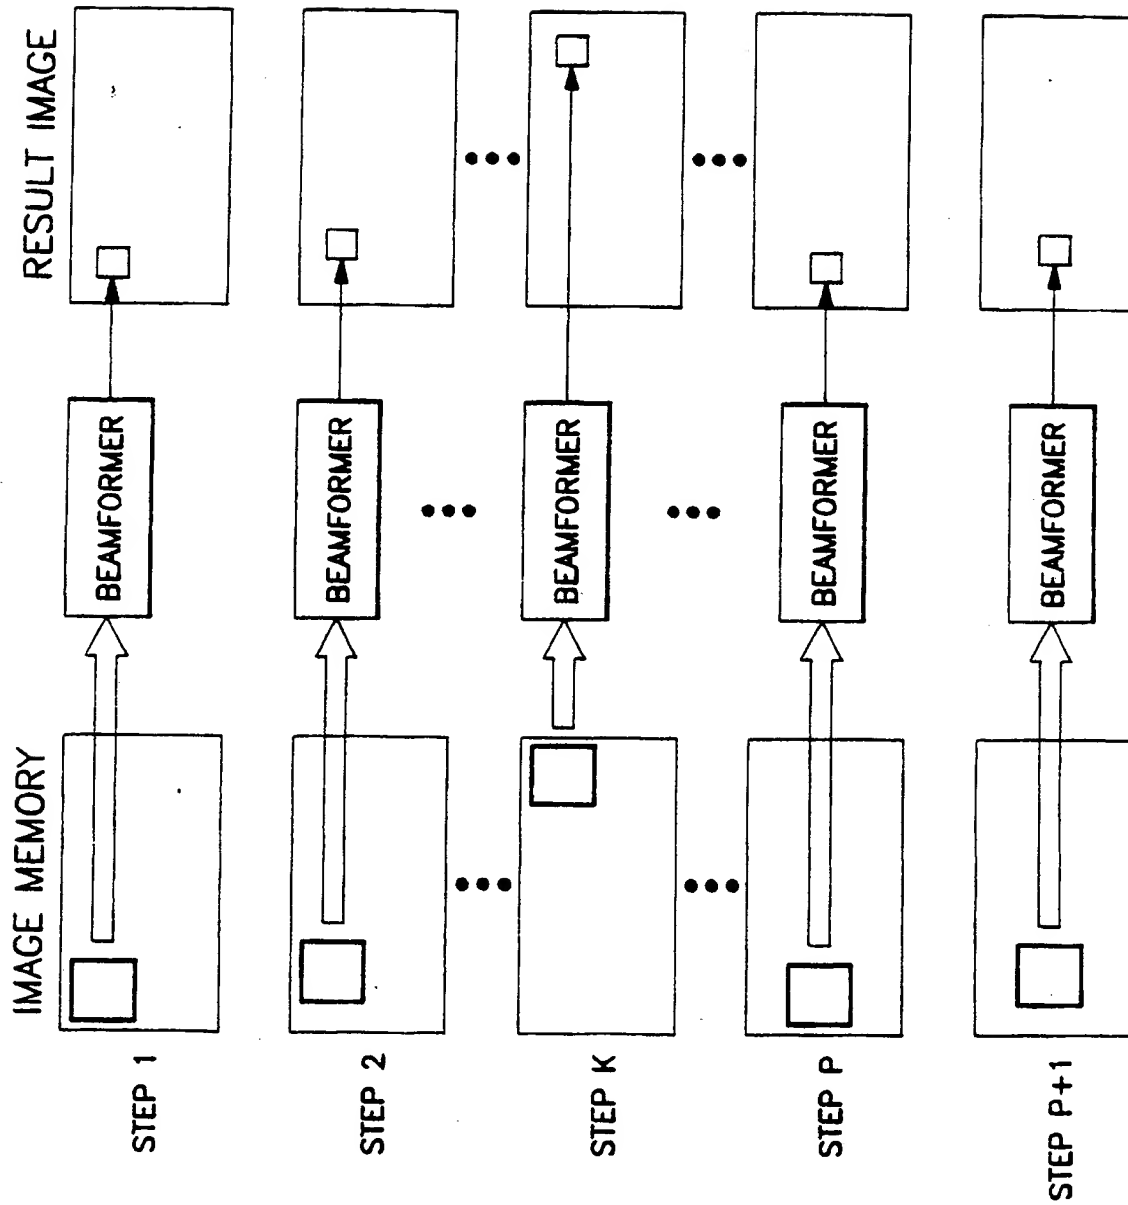 IMAGE MEMORY
RESULT IMAGE
STEP 1
BEAMFORMER
STEP 2
BEAMFORMER
STEP K
BEAMFORMER
STEP P
BEAMFORMER
STEP P+1
BEAMFORMER